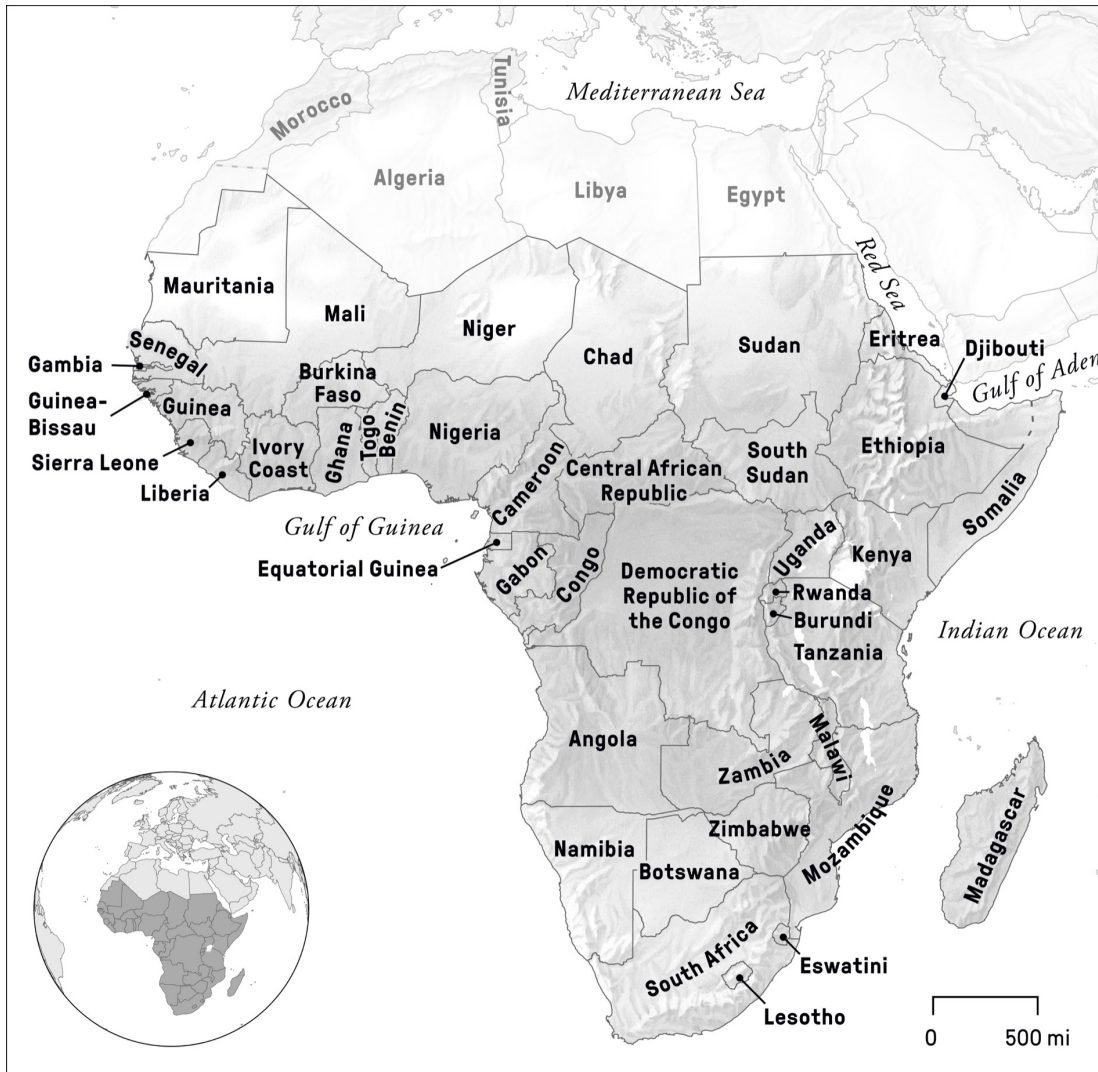 Mediterranean Sea
Tunisia
Morocco
Algeria
Libya
Egypt
Red Sea
Mauritania
Mali
Niger
Chad
Sudan
Eritrea
Djibouti
Gulf of Aden
Senegal
Gambia
Guinea-
Bissau
Guinea
Burkina
Faso
Sierra Leone
Liberia
Ivory
Coast
Ghana
Togo
Benin
Nigeria
Cameroon
Central African
Republic
South
Sudan
Ethiopia
Somalia
Gulf of Guinea
Equatorial Guinea
Gabon
Congo
Democratic
Republic of
the Congo
Uganda
Kenya
Rwanda
Burundi
Tanzania
Indian Ocean
Atlantic Ocean
Angola
Zambia
Malawi
Mozambique
Zimbabwe
Namibia
Botswana
Madagascar
South Africa
Eswatini
Lesotho
0 500 mi